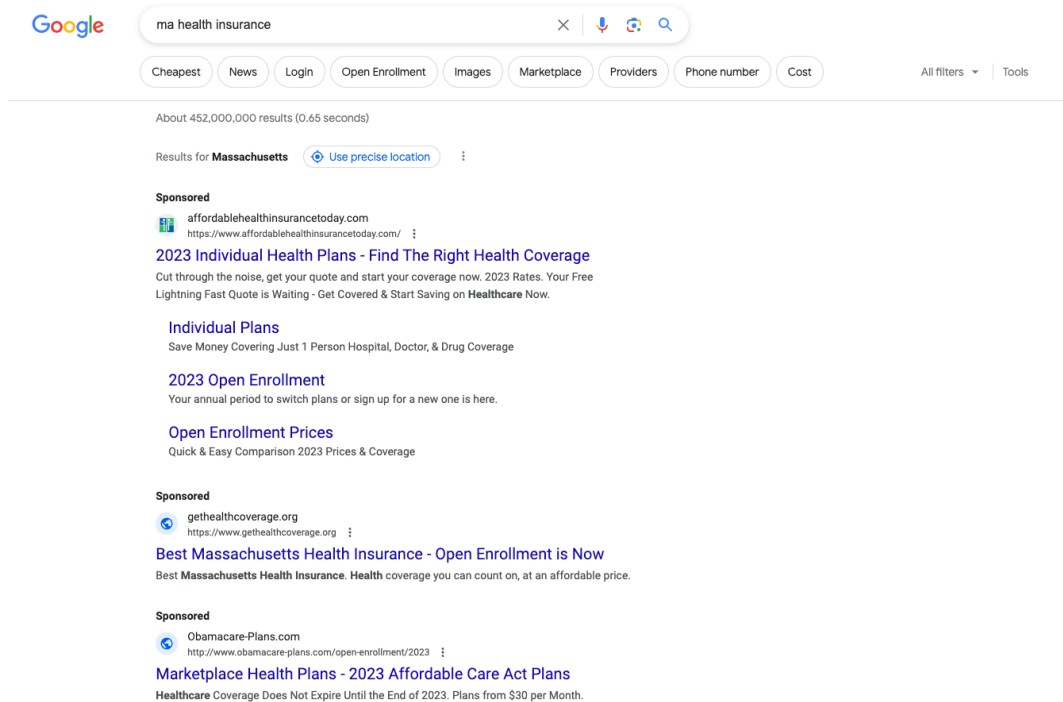 Google
ma health insurance
Cheapest News Login Open Enrollment Images Marketplace Providers Phone number Cost All filters Tools
About 452,000,000 results (0.65 seconds)
Results for Massachusetts Use precise location
Sponsored
affordablehealthinsurancetoday.com
https://www.affordablehealthinsurancetoday.com/
2023 Individual Health Plans - Find The Right Health Coverage
Cut through the noise, get your quote and start your coverage now. 2023 Rates. Your Free
Lightning Fast Quote is Waiting - Get Covered & Start Saving on Healthcare Now.
Individual Plans
Save Money Covering Just 1 Person Hospital, Doctor, & Drug Coverage
2023 Open Enrollment
Your annual period to switch plans or sign up for a new one is here.
Open Enrollment Prices
Quick & Easy Comparison 2023 Prices & Coverage
Sponsored
gethealthcoverage.org
https://www.gethealthcoverage.org
Best Massachusetts Health Insurance - Open Enrollment is Now
Best Massachusetts Health Insurance. Health coverage you can count on, at an affordable price.
Sponsored
Obamacare-Plans.com
http://www.obamacare-plans.com/open-enrollment/2023
Marketplace Health Plans - 2023 Affordable Care Act Plans
Healthcare Coverage Does Not Expire Until the End of 2023. Plans from $30 per Month.